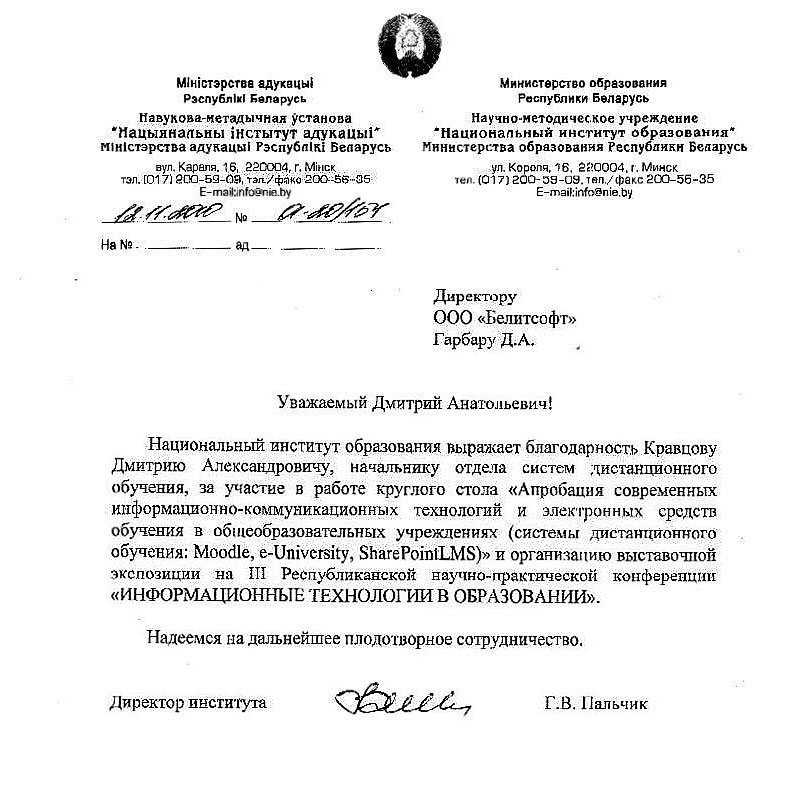 Міністэрства адукацыі
Рэспублікі Беларусь
Навукова-метадычная ўстанова
"Нацыянальны інстытут адукацыі"
Міністэрства адукацыі Рэспублікі Беларусь
вул. Караля, 16, 220004, г. Мінск
тэл. (017) 200-59-09, тэл./факс 200-56-35
E-mail:info@nie.by
Министерство образования
Республики Беларусь
Научно-методическое учреждение
"Национальный институт образования"
Министерства образования Республики Беларусь
ул. Короля, 16, 220004, г. Минск
тел. (017) 200-59-09, тел./факс 200-56-35
E-mail:info@nie.by
12.11.2010 №
На № ад
Директору
ООО «Белитсофт»
Гарбару Д.А.
Уважаемый Дмитрий Анатольевич!
Национальный институт образования выражает благодарность Кравцову
Дмитрию Александровичу, начальнику отдела систем дистанционного
обучения, за участие в работе круглого стола «Апробация современных
информационно-коммуникационных технологий и электронных средств
обучения в общеобразовательных учреждениях (системы дистанционного
обучения: Moodle, e-University, SharePointLMS)» и организацию выставочной
экспозиции на III Республиканской научно-практической конференции
«ИНФОРМАЦИОННЫЕ ТЕХНОЛОГИИ В ОБРАЗОВАНИИ».
Надеемся на дальнейшее плодотворное сотрудничество.
Директор института Г.В. Пальчик